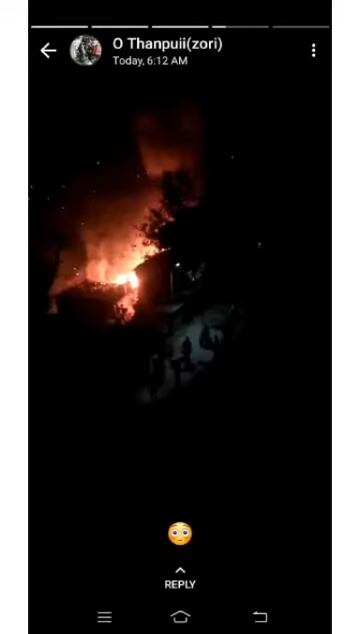 O Thanpuii(zori)
Today, 6:12 AM
😳
REPLY